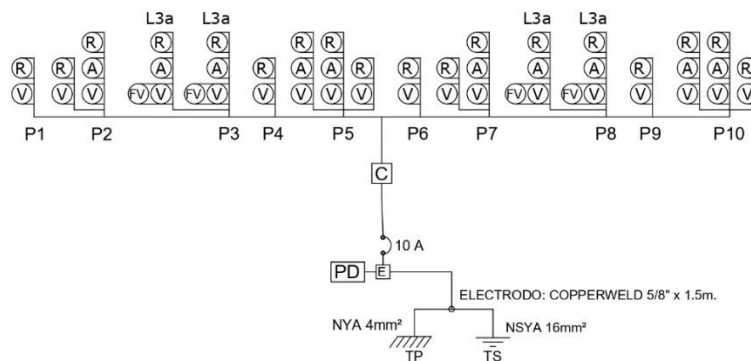 L3a L3a L3a L3a
R R R R R R R R R R
R R A A A R A A R R R A A A R A A R
V V V FV V FV V V V V V V V V FV V FV V V V V V
P1 P2 P3 P4 P5 P6 P7 P8 P9 P10
C
10 A
PD E
ELECTRODO: COPPERWELD 5/8" x 1.5m.
NYA 4mm² NSYA 16mm²
TP TS